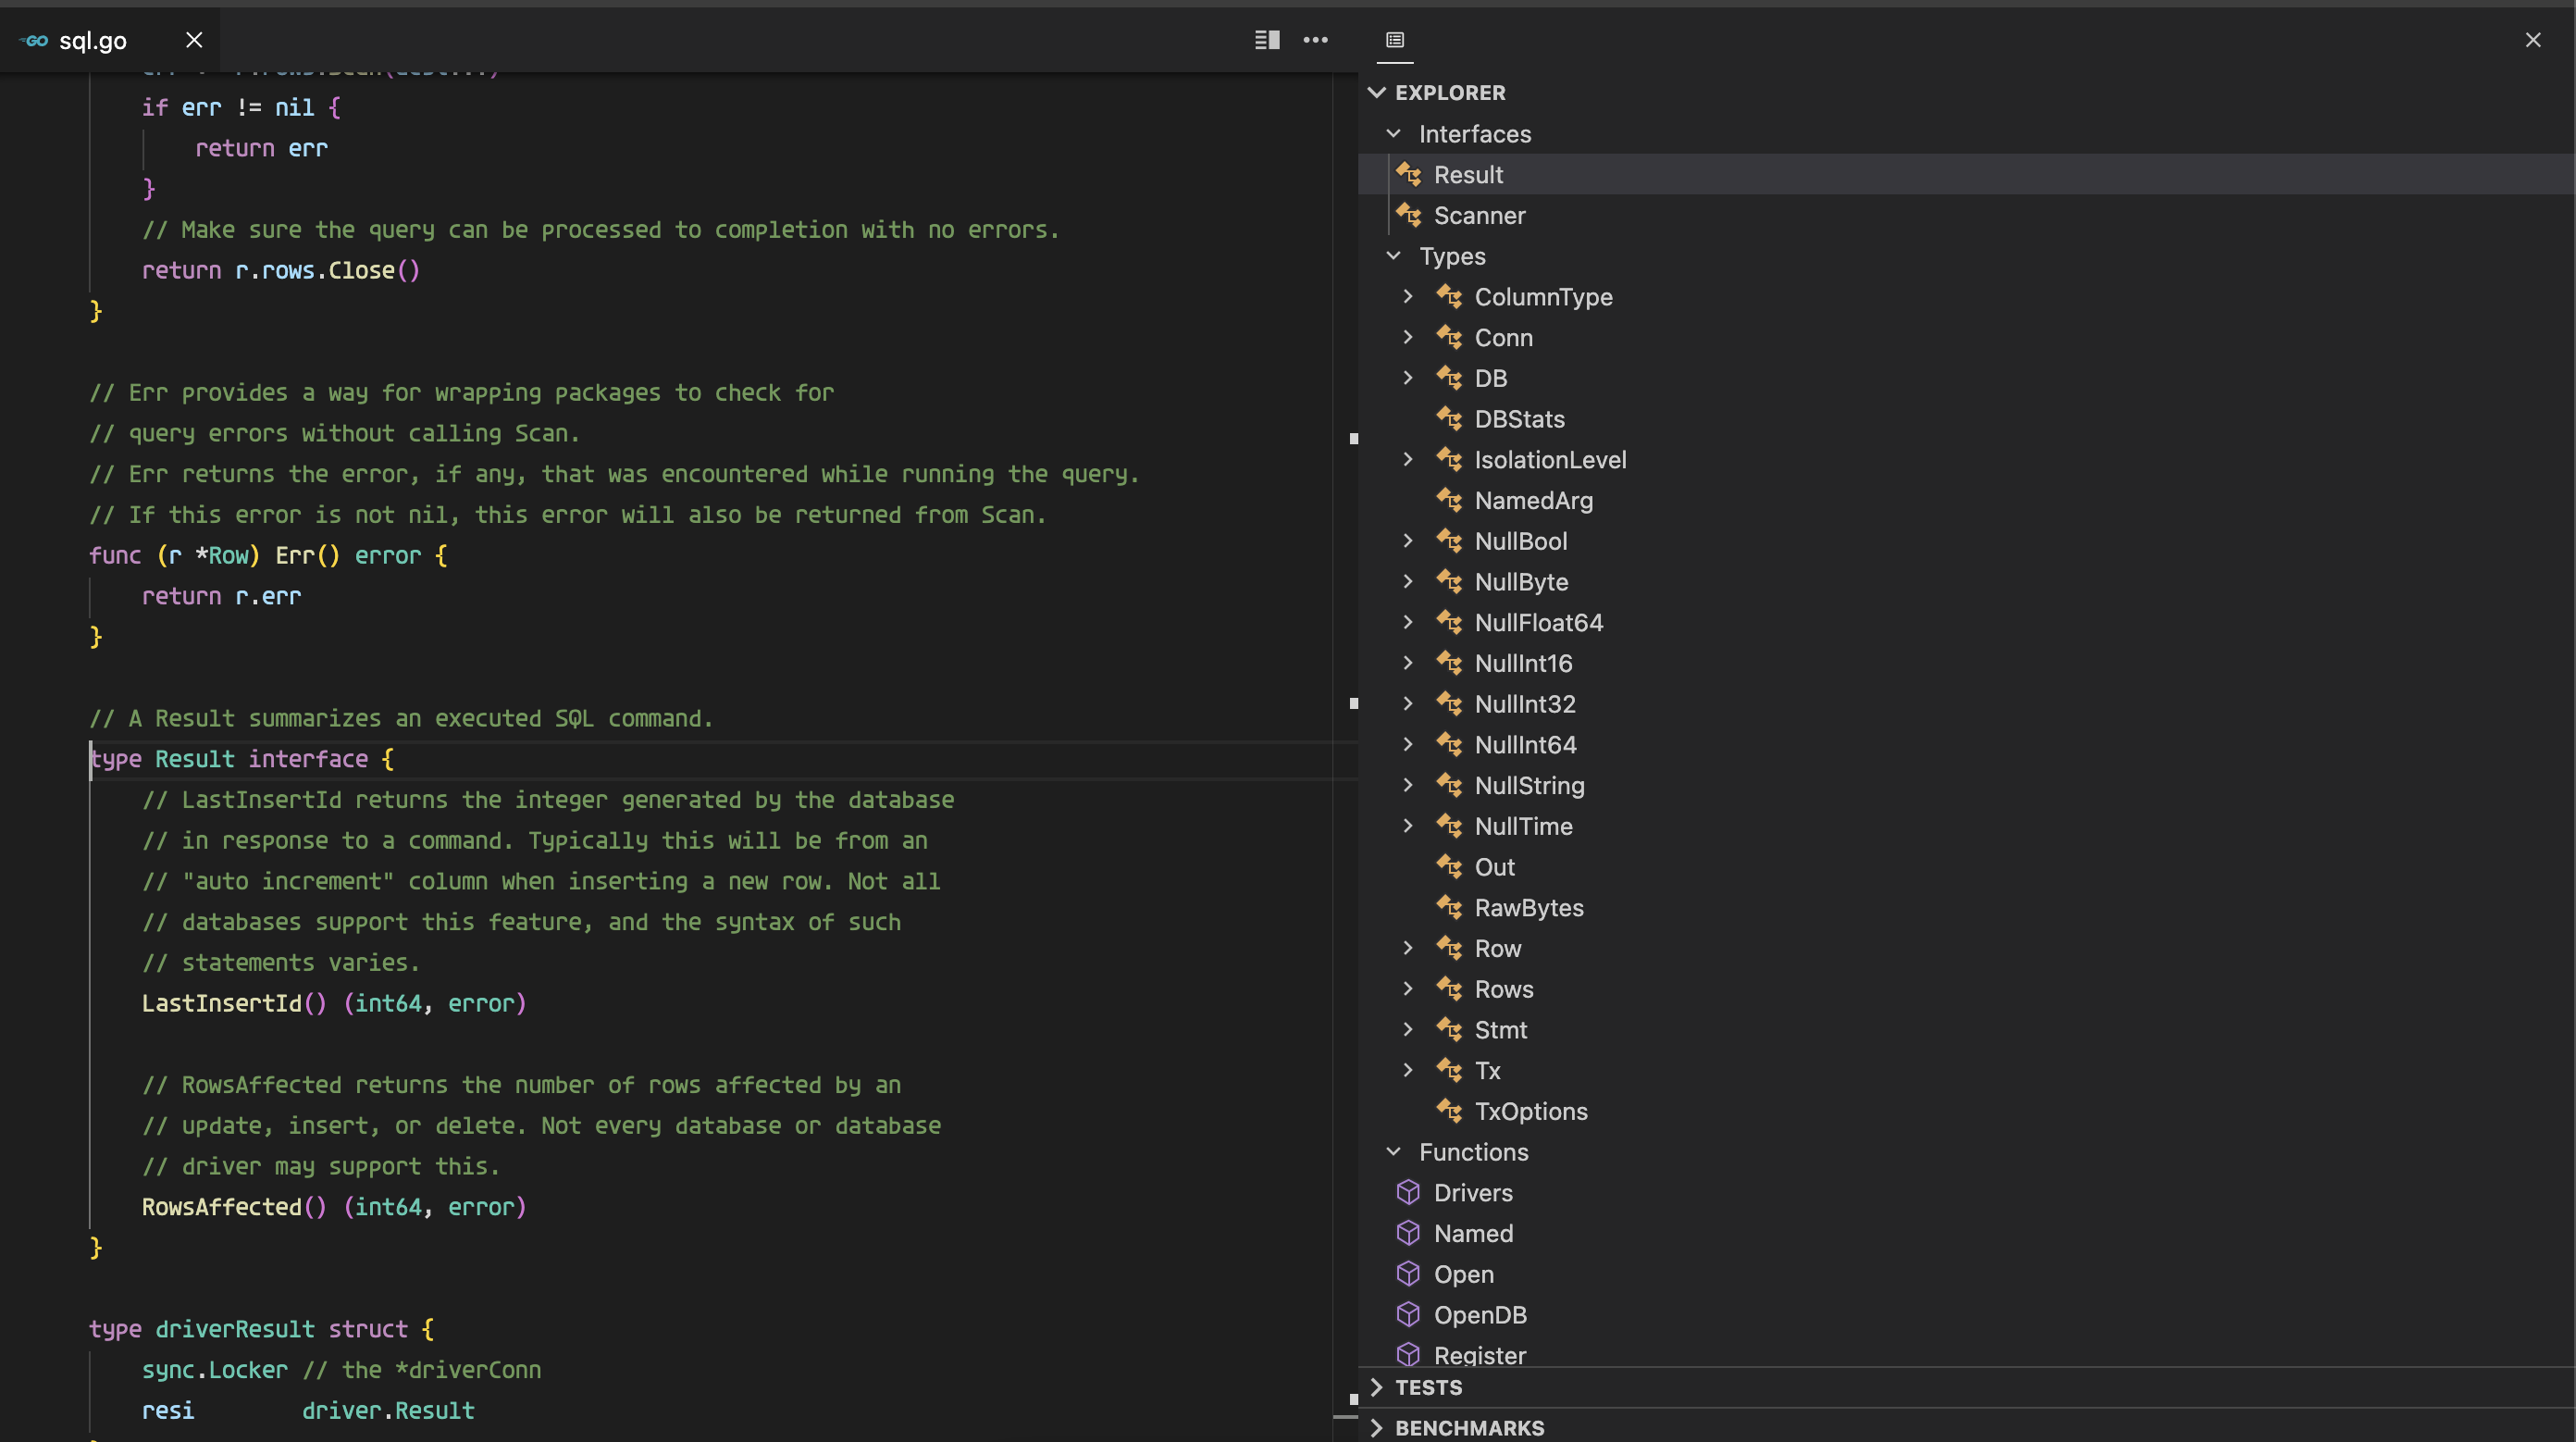 GO sql.go
if err != nil {
return err
}
// Make sure the query can be processed to completion with no errors.
return r.rows.Close()
}
// Err provides a way for wrapping packages to check for
// query errors without calling Scan.
// Err returns the error, if any, that was encountered while running the query.
// If this error is not nil, this error will also be returned from Scan.
func (r *Row) Err() error {
return r.err
}
// A Result summarizes an executed SQL command.
type Result interface {
// LastInsertId returns the integer generated by the database
// in response to a command. Typically this will be from an
// "auto increment" column when inserting a new row. Not all
// databases support this feature, and the syntax of such
// statements varies.
LastInsertId() (int64, error)
// RowsAffected returns the number of rows affected by an
// update, insert, or delete. Not every database or database
// driver may support this.
RowsAffected() (int64, error)
}
type driverResult struct {
sync.Locker // the *driverConn
resi driver.Result
EXPLORER
Interfaces
Result
Scanner
Types
ColumnType
Conn
DB
DBStats
IsolationLevel
NamedArg
NullBool
NullByte
NullFloat64
NullInt16
NullInt32
NullInt64
NullString
NullTime
Out
RawBytes
Row
Rows
Stmt
Tx
TxOptions
Functions
Drivers
Named
Open
OpenDB
Register
TESTS
BENCHMARKS